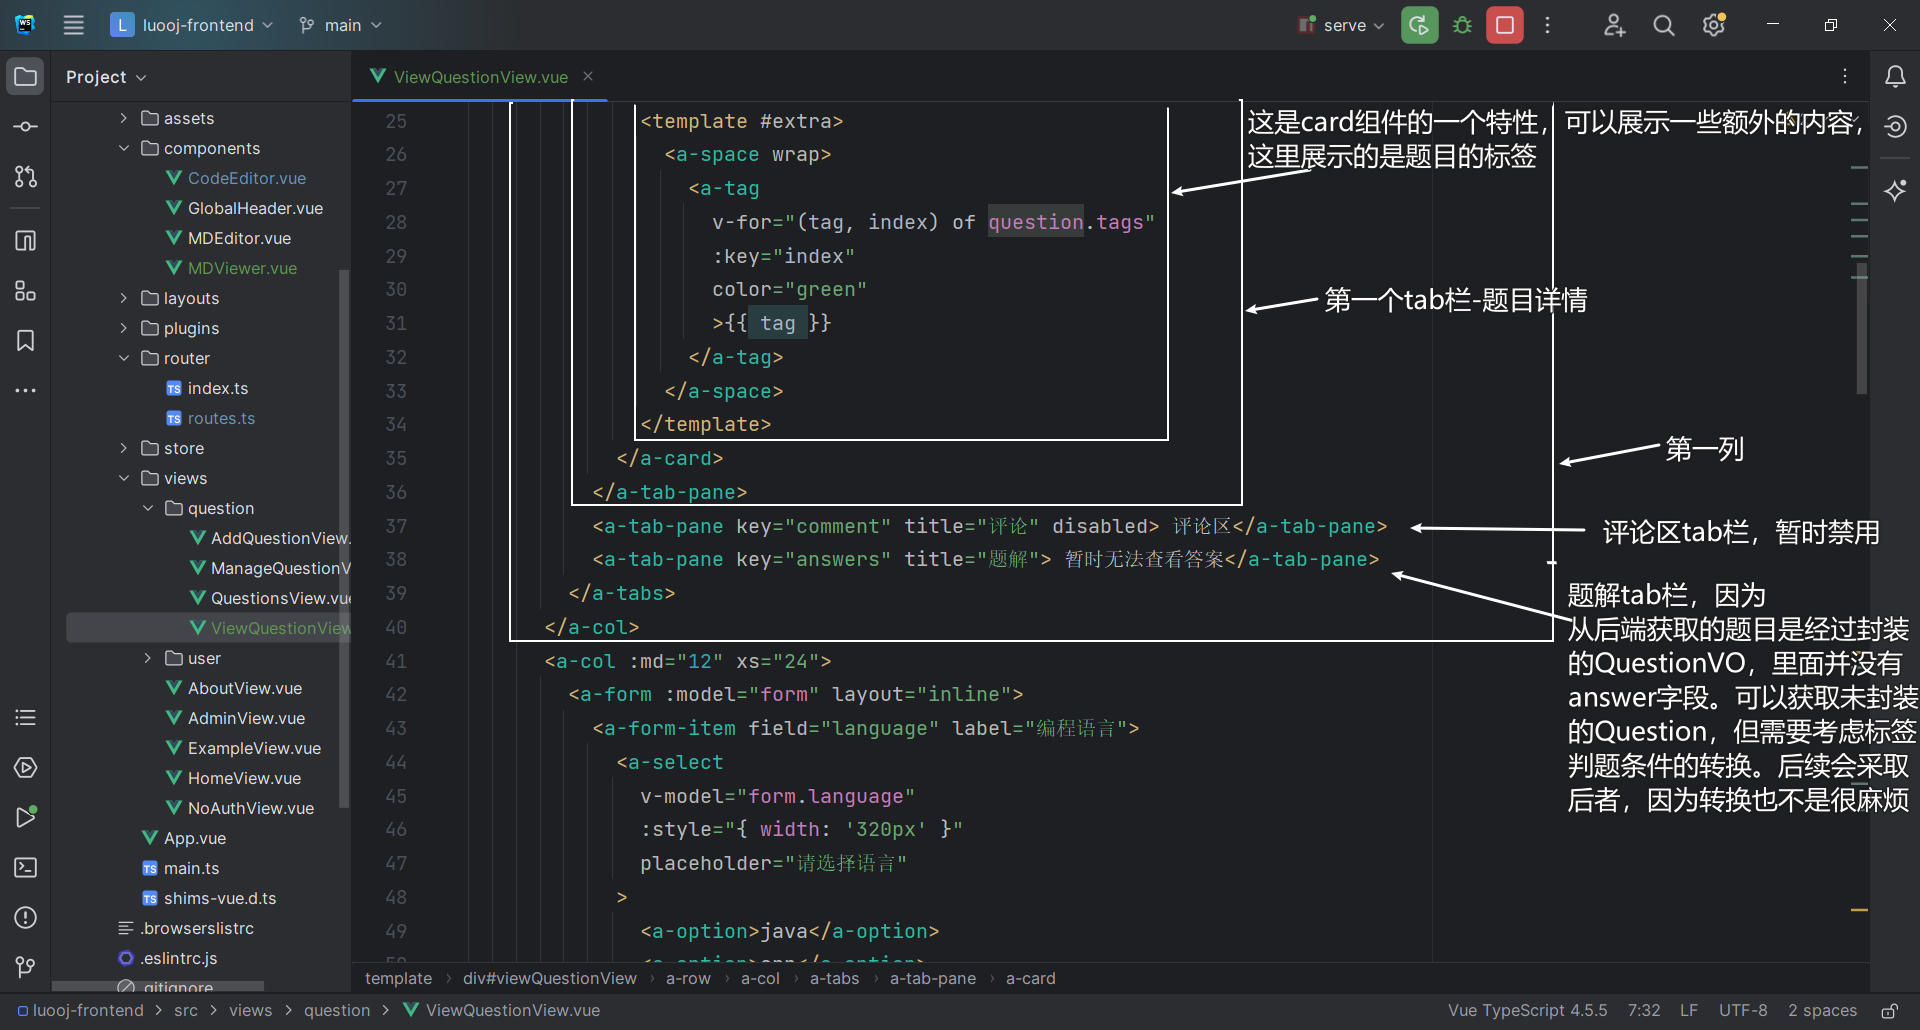 WS
L luooj-frontend main serve
Project
ViewQuestionView.vue
assets
components
CodeEditor.vue
GlobalHeader.vue
MDEditor.vue
MDViewer.vue
layouts
plugins
router
TS index.ts
TS routes.ts
store
views
question
AddQuestionView.
ManageQuestionV
QuestionsView.vue
ViewQuestionView
user
AboutView.vue
AdminView.vue
ExampleView.vue
HomeView.vue
NoAuthView.vue
App.vue
TS main.ts
TS shims-vue.d.ts
.browserslistrc
.eslintrc.js
.gitignore
25 <template #extra>
26 <a-space wrap>
27 <a-tag
28 v-for="(tag, index) of question.tags"
29 :key="index"
30 color="green"
31 >{{ tag }}
32 </a-tag>
33 </a-space>
34 </template>
35 </a-card>
36 </a-tab-pane>
37 <a-tab-pane key="comment" title="评论" disabled> 评论区</a-tab-pane>
38 <a-tab-pane key="answers" title="题解"> 暂时无法查看答案</a-tab-pane>
39 </a-tabs>
40 </a-col>
41 <a-col :md="12" xs="24">
42 <a-form :model="form" layout="inline">
43 <a-form-item field="language" label="编程语言">
44 <a-select
45 v-model="form.language"
46 :style="{ width: '320px' }"
47 placeholder="请选择语言"
48 >
49 <a-option>java</a-option>
50 <a-option>cpp</a-option>
这是card组件的一个特性，可以展示一些额外的内容，
这里展示的是题目的标签
第一个tab栏-题目详情
第一列
评论区tab栏，暂时禁用
题解tab栏，因为
从后端获取的题目是经过封装
的QuestionVO，里面并没有
answer字段。可以获取未封装
的Question，但需要考虑标签
判题条件的转换。后续会采取
后者，因为转换也不是很麻烦
template div#viewQuestionView a-row a-col a-tabs a-tab-pane a-card
luooj-frontend src views question ViewQuestionView.vue Vue TypeScript 4.5.5 7:32 LF UTF-8 2 spaces